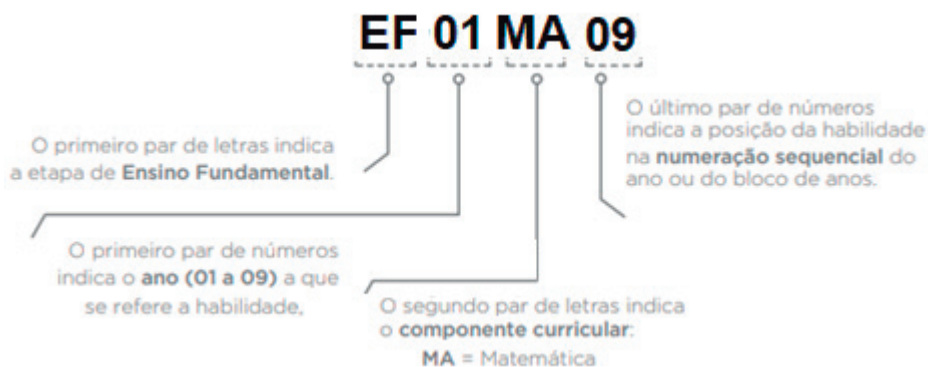 EF 01 MA 09
O primeiro par de letras indica
a etapa de Ensino Fundamental.
O último par de números
indica a posição da habilidade
na numeração sequencial do
ano ou do bloco de anos.
O primeiro par de números
indica o ano (01 a 09) a que
se refere a habilidade,
O segundo par de letras indica
o componente curricular:
MA = Matemática